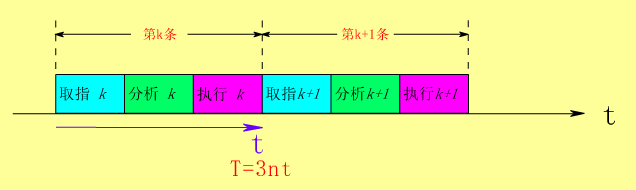 第k条 第k+1条
取指 k 分析 k 执行 k 取指k+1 分析k+1 执行k+1
t
t
T=3nt